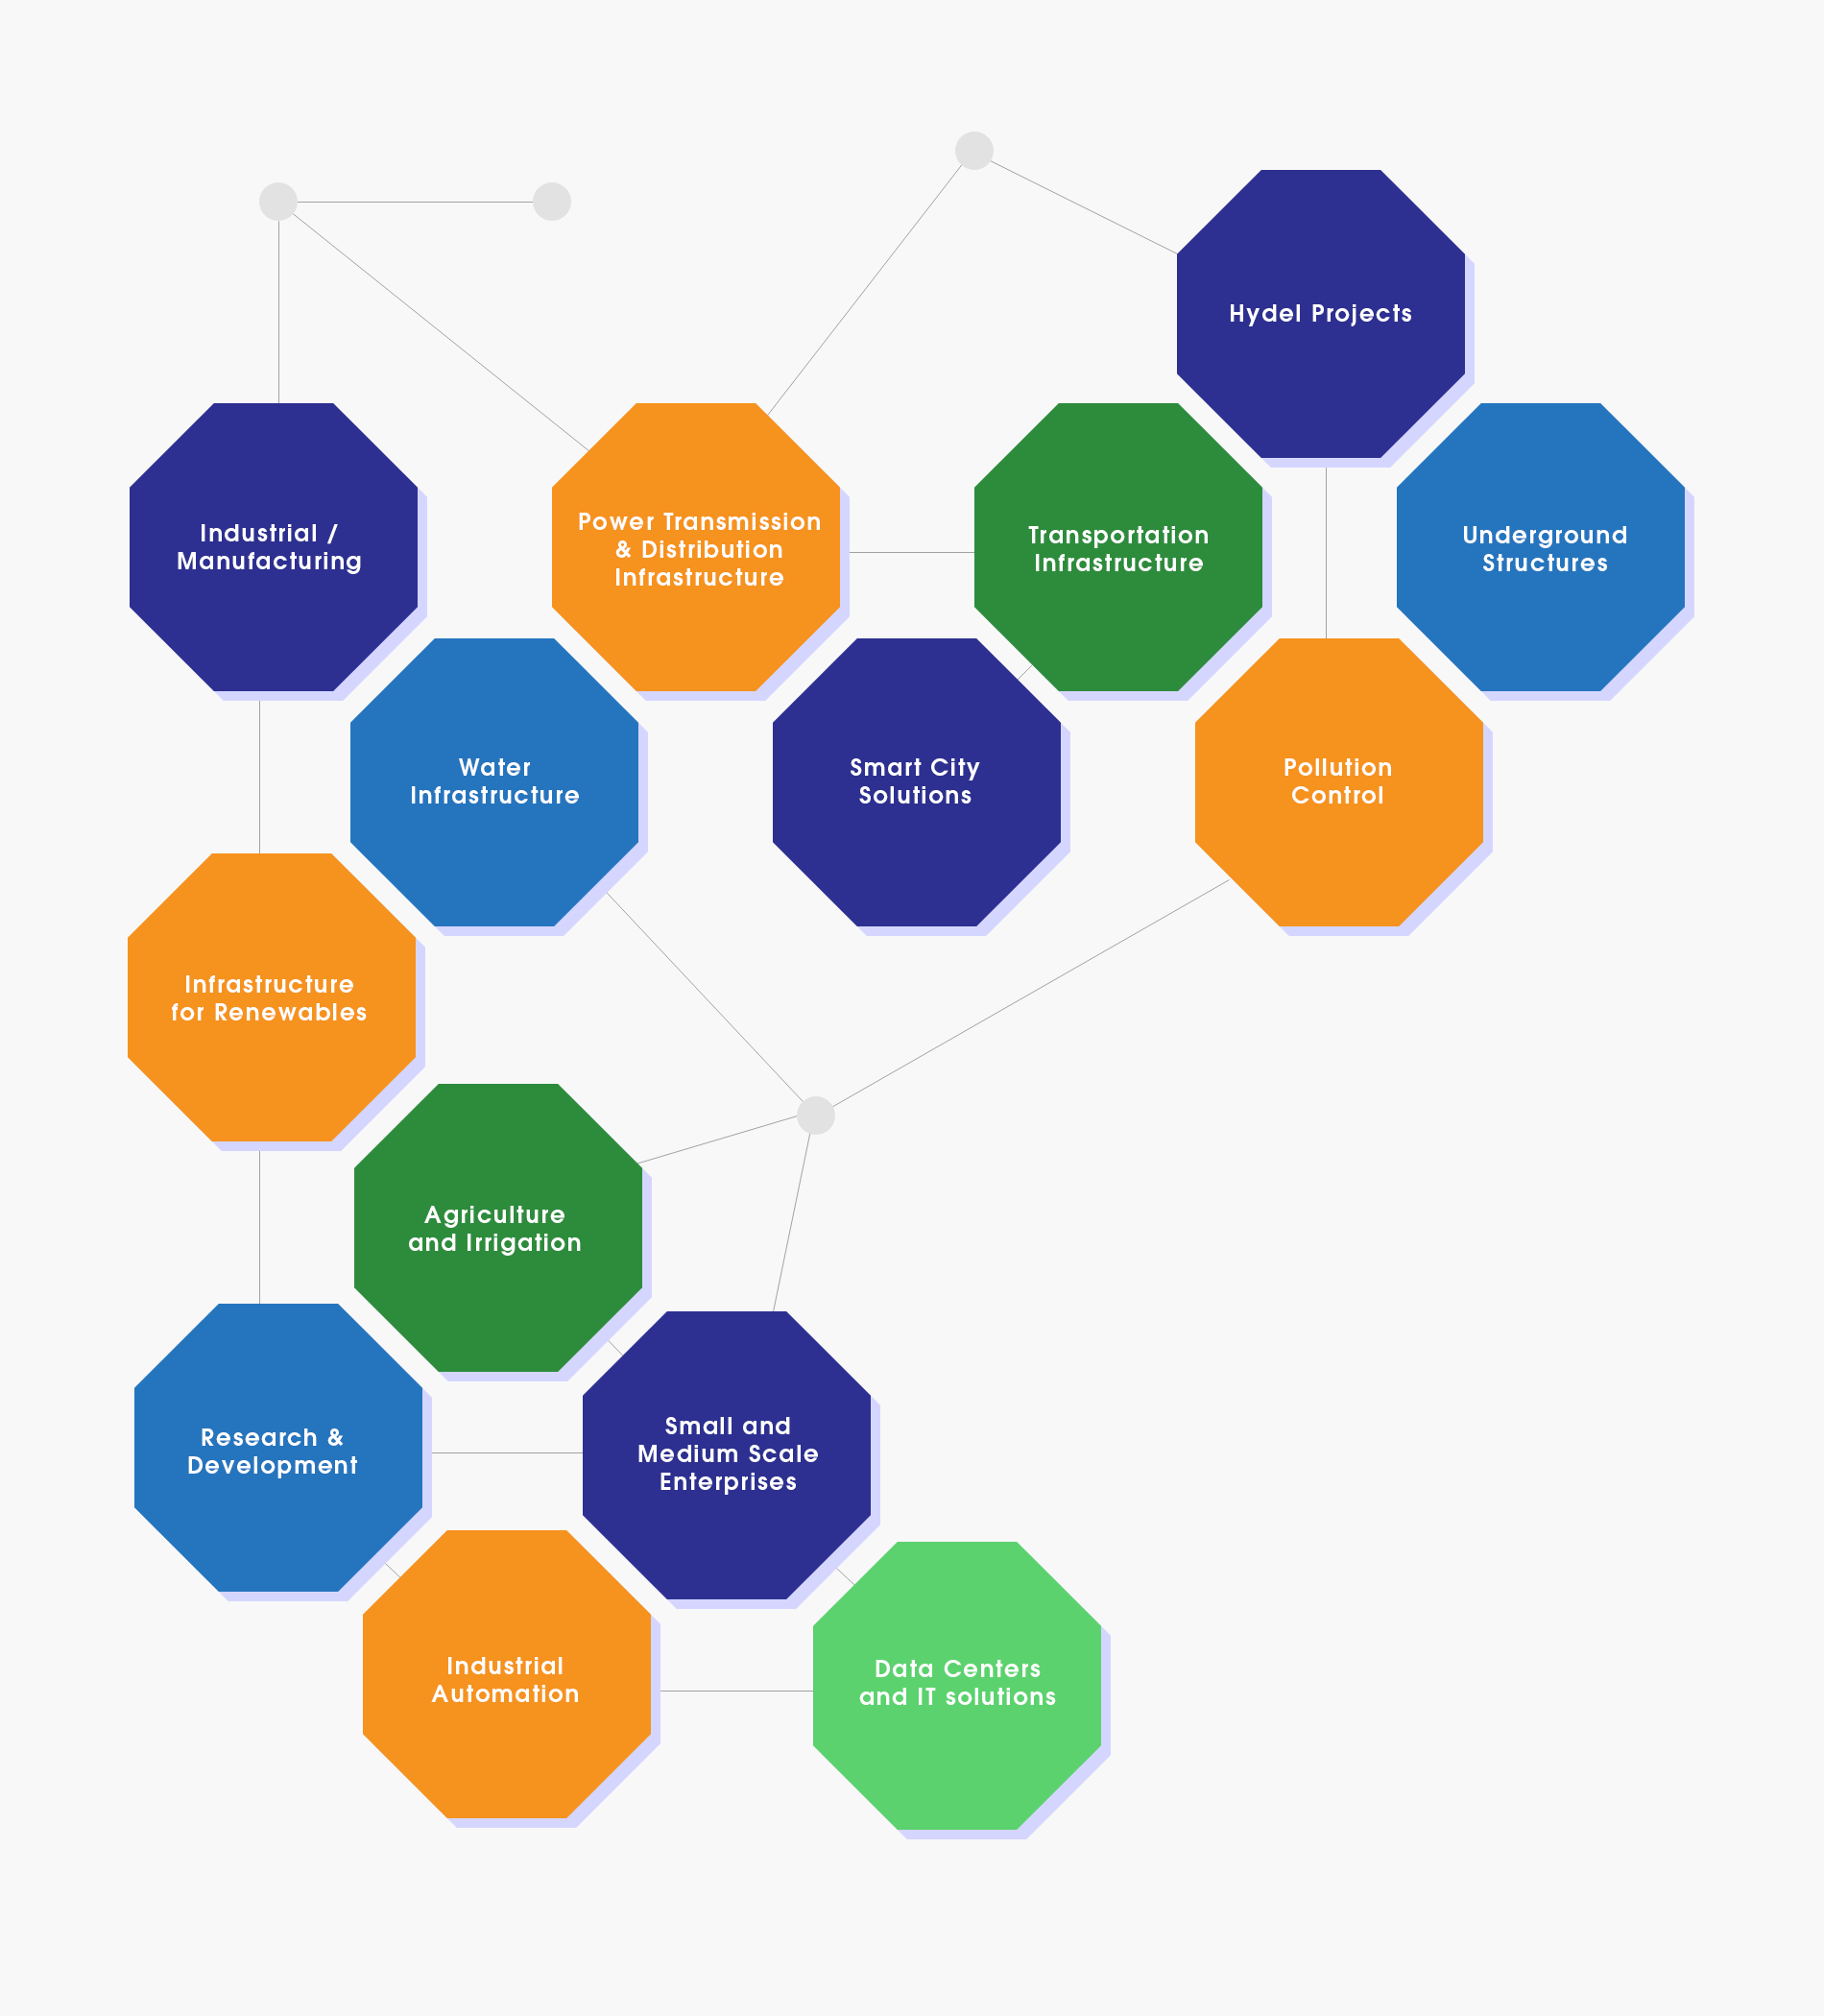 Hydel Projects
Industrial /
Manufacturing
Power Transmission
& Distribution
Infrastructure
Transportation
Infrastructure
Underground
Structures
Water
Infrastructure
Smart City
Solutions
Pollution
Control
Infrastructure
for Renewables
Agriculture
and Irrigation
Research &
Development
Small and
Medium Scale
Enterprises
Industrial
Automation
Data Centers
and IT solutions